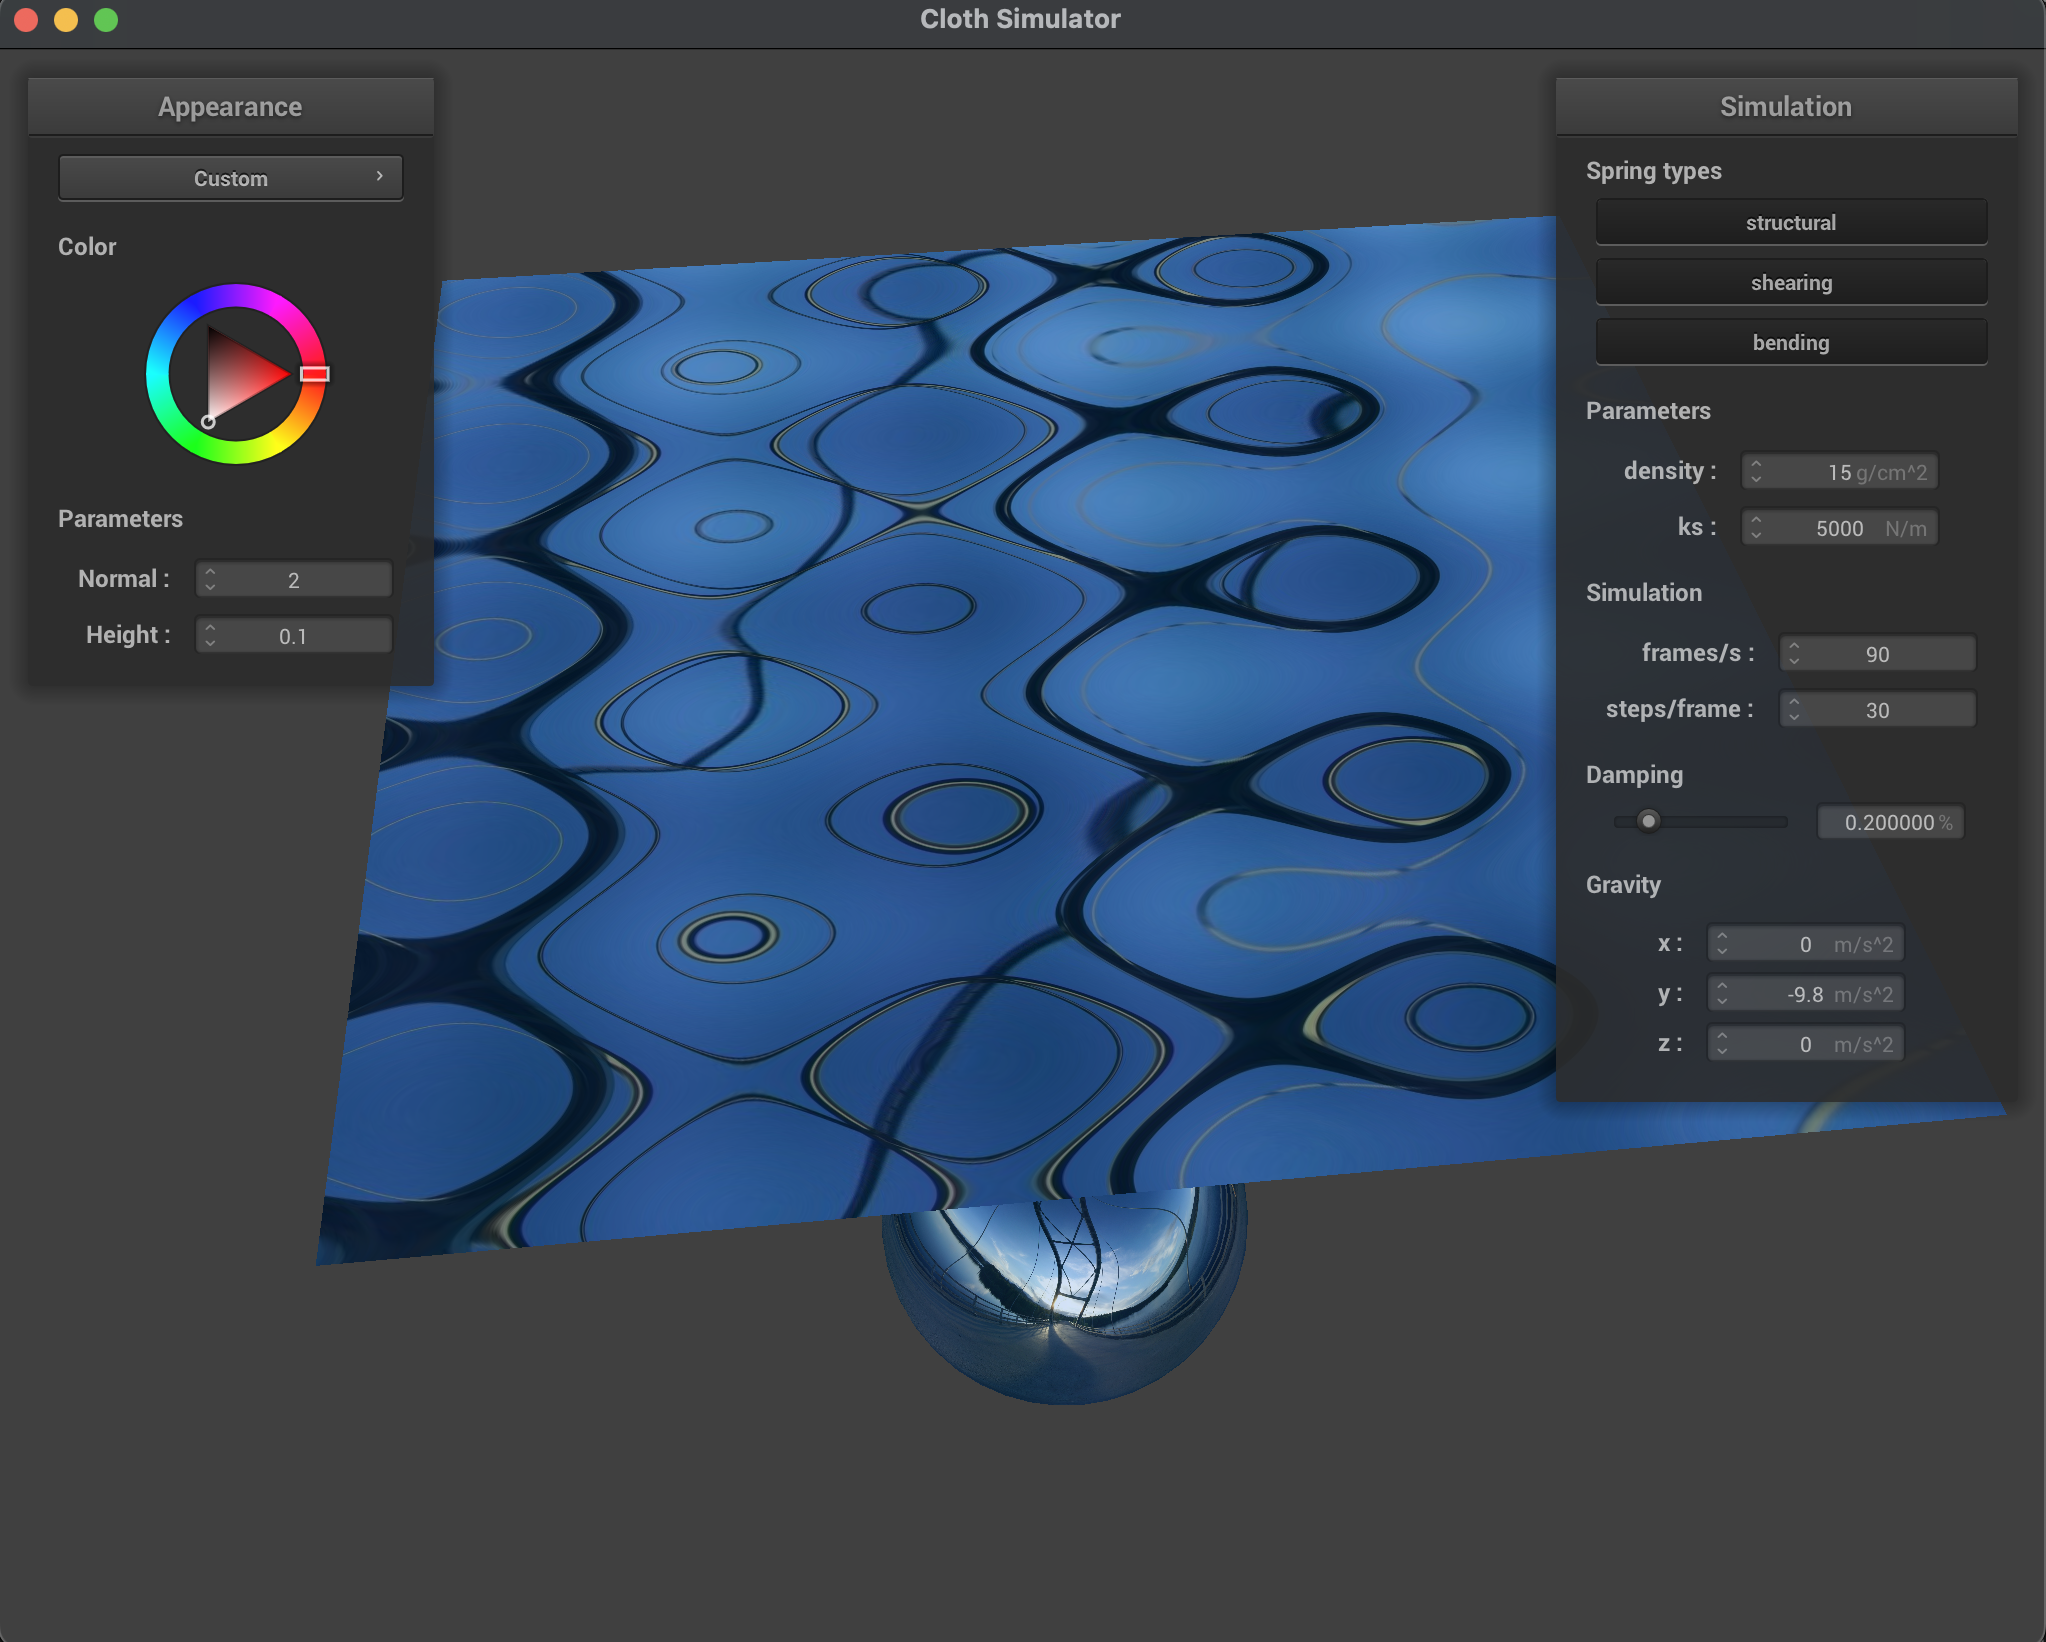 Cloth Simulator
Appearance
Custom
Color
Parameters
Normal : 2
Height : 0.1
Simulation
Spring types
structural
shearing
bending
Parameters
density : 15 g/cm^2
ks : 5000 N/m
Simulation
frames/s : 90
steps/frame : 30
Damping
0.200000 %
Gravity
x : 0 m/s^2
y : -9.8 m/s^2
z : 0 m/s^2